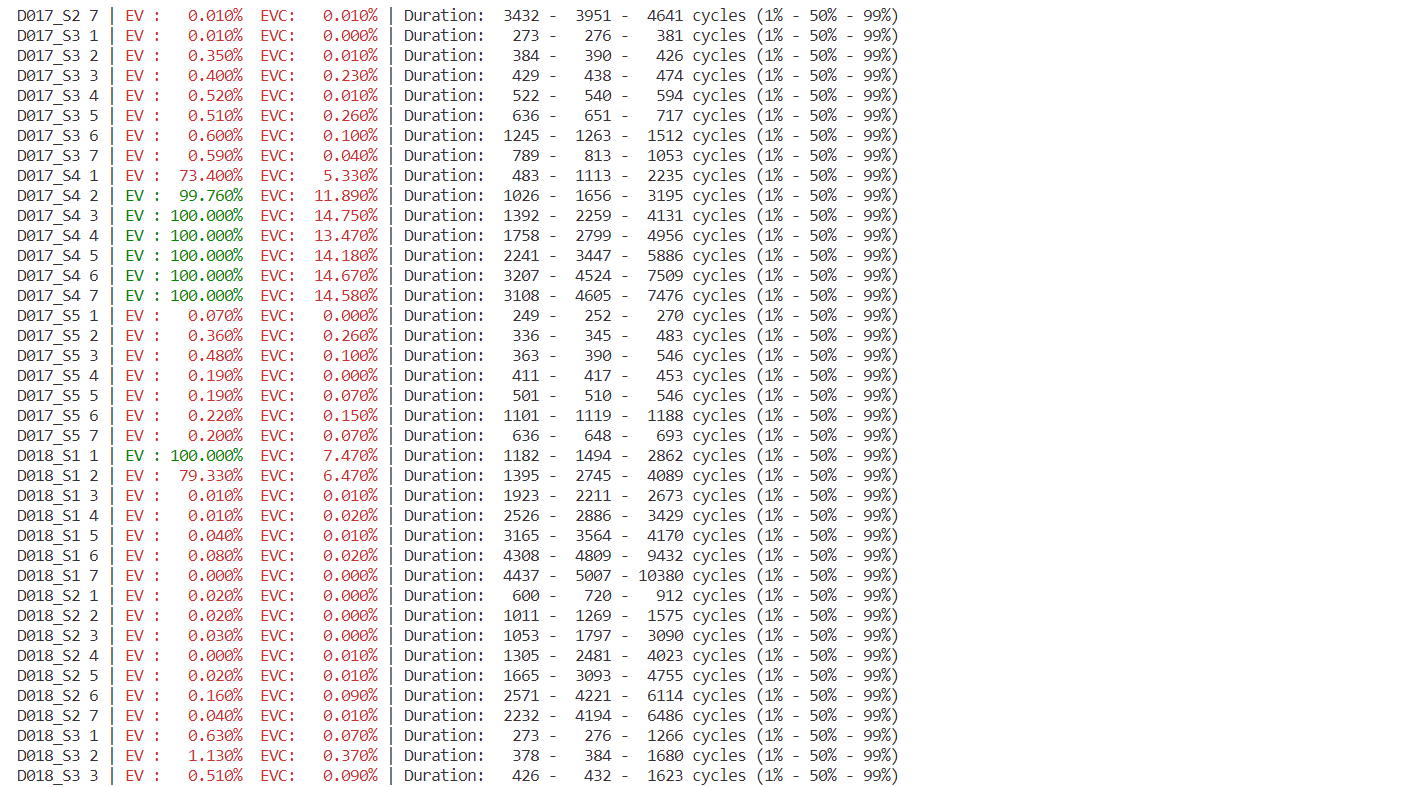 D017_S2 7 | EV :   0.010%  EVC:   0.010% | Duration:  3432 -  3951 -  4641 cycles (1% - 50% - 99%)
D017_S3 1 | EV :   0.010%  EVC:   0.000% | Duration:   273 -   276 -   381 cycles (1% - 50% - 99%)
D017_S3 2 | EV :   0.350%  EVC:   0.010% | Duration:   384 -   390 -   426 cycles (1% - 50% - 99%)
D017_S3 3 | EV :   0.400%  EVC:   0.230% | Duration:   429 -   438 -   474 cycles (1% - 50% - 99%)
D017_S3 4 | EV :   0.520%  EVC:   0.010% | Duration:   522 -   540 -   594 cycles (1% - 50% - 99%)
D017_S3 5 | EV :   0.510%  EVC:   0.260% | Duration:   636 -   651 -   717 cycles (1% - 50% - 99%)
D017_S3 6 | EV :   0.600%  EVC:   0.100% | Duration:  1245 -  1263 -  1512 cycles (1% - 50% - 99%)
D017_S3 7 | EV :   0.590%  EVC:   0.040% | Duration:   789 -   813 -  1053 cycles (1% - 50% - 99%)
D017_S4 1 | EV :  73.400%  EVC:   5.330% | Duration:   483 -  1113 -  2235 cycles (1% - 50% - 99%)
D017_S4 2 | EV :  99.760%  EVC:  11.890% | Duration:  1026 -  1656 -  3195 cycles (1% - 50% - 99%)
D017_S4 3 | EV : 100.000%  EVC:  14.750% | Duration:  1392 -  2259 -  4131 cycles (1% - 50% - 99%)
D017_S4 4 | EV : 100.000%  EVC:  13.470% | Duration:  1758 -  2799 -  4956 cycles (1% - 50% - 99%)
D017_S4 5 | EV : 100.000%  EVC:  14.180% | Duration:  2241 -  3447 -  5886 cycles (1% - 50% - 99%)
D017_S4 6 | EV : 100.000%  EVC:  14.670% | Duration:  3207 -  4524 -  7509 cycles (1% - 50% - 99%)
D017_S4 7 | EV : 100.000%  EVC:  14.580% | Duration:  3108 -  4605 -  7476 cycles (1% - 50% - 99%)
D017_S5 1 | EV :   0.070%  EVC:   0.000% | Duration:   249 -   252 -   270 cycles (1% - 50% - 99%)
D017_S5 2 | EV :   0.360%  EVC:   0.260% | Duration:   336 -   345 -   483 cycles (1% - 50% - 99%)
D017_S5 3 | EV :   0.480%  EVC:   0.100% | Duration:   363 -   390 -   546 cycles (1% - 50% - 99%)
D017_S5 4 | EV :   0.190%  EVC:   0.000% | Duration:   411 -   417 -   453 cycles (1% - 50% - 99%)
D017_S5 5 | EV :   0.190%  EVC:   0.070% | Duration:   501 -   510 -   546 cycles (1% - 50% - 99%)
D017_S5 6 | EV :   0.220%  EVC:   0.150% | Duration:  1101 -  1119 -  1188 cycles (1% - 50% - 99%)
D017_S5 7 | EV :   0.200%  EVC:   0.070% | Duration:   636 -   648 -   693 cycles (1% - 50% - 99%)
D018_S1 1 | EV : 100.000%  EVC:   7.470% | Duration:  1182 -  1494 -  2862 cycles (1% - 50% - 99%)
D018_S1 2 | EV :  79.330%  EVC:   6.470% | Duration:  1395 -  2745 -  4089 cycles (1% - 50% - 99%)
D018_S1 3 | EV :   0.010%  EVC:   0.010% | Duration:  1923 -  2211 -  2673 cycles (1% - 50% - 99%)
D018_S1 4 | EV :   0.010%  EVC:   0.020% | Duration:  2526 -  2886 -  3429 cycles (1% - 50% - 99%)
D018_S1 5 | EV :   0.040%  EVC:   0.010% | Duration:  3165 -  3564 -  4170 cycles (1% - 50% - 99%)
D018_S1 6 | EV :   0.080%  EVC:   0.020% | Duration:  4308 -  4809 -  9432 cycles (1% - 50% - 99%)
D018_S1 7 | EV :   0.000%  EVC:   0.000% | Duration:  4437 -  5007 - 10380 cycles (1% - 50% - 99%)
D018_S2 1 | EV :   0.020%  EVC:   0.000% | Duration:   600 -   720 -   912 cycles (1% - 50% - 99%)
D018_S2 2 | EV :   0.020%  EVC:   0.000% | Duration:  1011 -  1269 -  1575 cycles (1% - 50% - 99%)
D018_S2 3 | EV :   0.030%  EVC:   0.000% | Duration:  1053 -  1797 -  3090 cycles (1% - 50% - 99%)
D018_S2 4 | EV :   0.000%  EVC:   0.010% | Duration:  1305 -  2481 -  4023 cycles (1% - 50% - 99%)
D018_S2 5 | EV :   0.020%  EVC:   0.010% | Duration:  1665 -  3093 -  4755 cycles (1% - 50% - 99%)
D018_S2 6 | EV :   0.160%  EVC:   0.090% | Duration:  2571 -  4221 -  6114 cycles (1% - 50% - 99%)
D018_S2 7 | EV :   0.040%  EVC:   0.010% | Duration:  2232 -  4194 -  6486 cycles (1% - 50% - 99%)
D018_S3 1 | EV :   0.630%  EVC:   0.070% | Duration:   273 -   276 -  1266 cycles (1% - 50% - 99%)
D018_S3 2 | EV :   1.130%  EVC:   0.370% | Duration:   378 -   384 -  1680 cycles (1% - 50% - 99%)
D018_S3 3 | EV :   0.510%  EVC:   0.090% | Duration:   426 -   432 -  1623 cycles (1% - 50% - 99%)